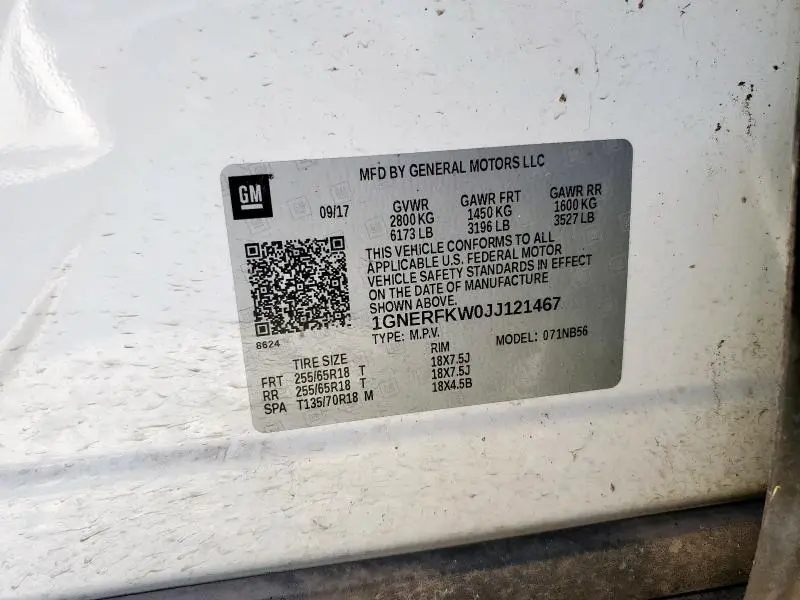 MFD BY GENERAL MOTORS LLC
GM
09/17
GVWR GAWR FRT GAWR RR
2800 KG 1450 KG 1600 KG
6173 LB 3196 LB 3527 LB
THIS VEHICLE CONFORMS TO ALL
APPLICABLE U.S. FEDERAL MOTOR
VEHICLE SAFETY STANDARDS IN EFFECT
ON THE DATE OF MANUFACTURE
SHOWN ABOVE.
1GNERFKW0JJ121467
8624
TYPE: M.P.V. MODEL: 071NB56
TIRE SIZE RIM
FRT 255/65R18 T 18X7.5J
RR 255/65R18 T 18X7.5J
SPA T135/70R18 M 18X4.5B